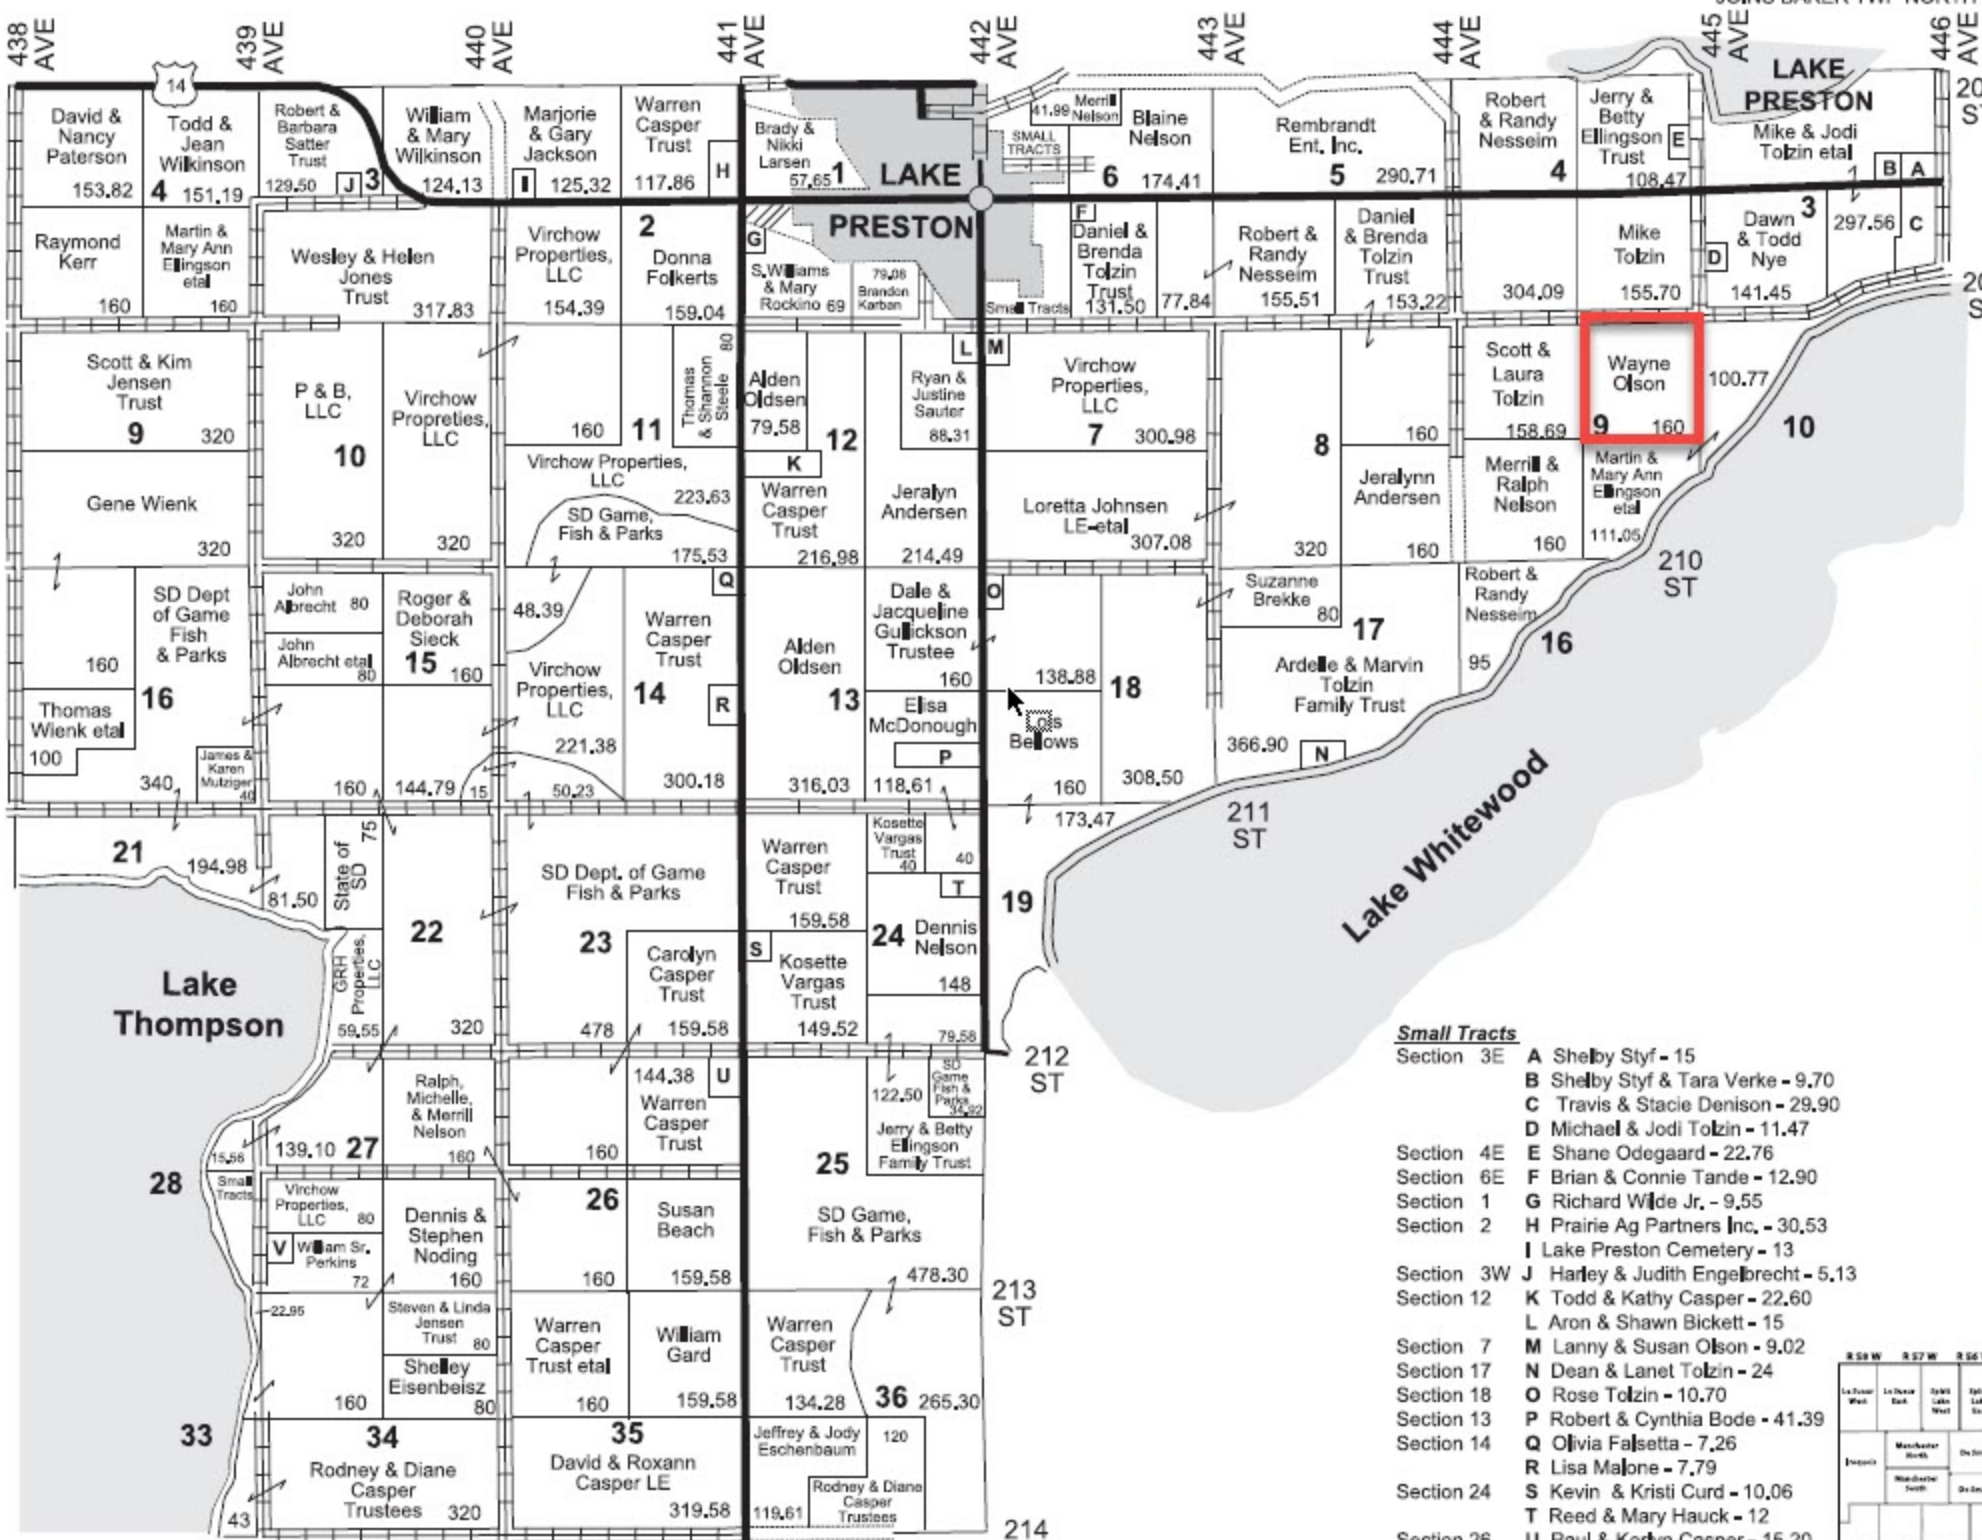 438 AVE
439 AVE
440 AVE
441 AVE
442 AVE
443 AVE
444 AVE
445 AVE
446 AVE
14
David &
Nancy
Paterson
153.82
Todd &
Jean
Wilkinson
4 151.19
Robert &
Barbara
Satter
Trust
129.50
J
3
William
& Mary
Wilkinson
124.13
Marjorie
& Gary
Jackson
I
125.32
Warren
Casper
Trust
117.86
H
Brady &
Nikki
Larsen
57.65
1
LAKE
PRESTON
41.99
Merrill
Nelson
SMALL
TRACTS
Blaine
Nelson
6
174.41
Rembrandt
Ent. Inc.
5
290.71
Robert
& Randy
Nesseim
4
Jerry &
Betty
Ellingson
Trust
108.47
E
LAKE
PRESTON
Mike & Jodi
Tolzin etal
B
A
Raymond
Kerr
160
Martin &
Mary Ann
Ellingson
etal
160
Wesley & Helen
Jones
Trust
317.83
Virchow
Properties,
LLC
154.39
2
Donna
Folkerts
159.04
G
S.Williams
& Mary
Rockino 69
79.08
Brandon
Karban
Small Tracts
F
Daniel &
Brenda
Tolzin
Trust
131.50
77.84
Robert &
Randy
Nesseim
155.51
Daniel
& Brenda
Tolzin
Trust
153.22
304.09
Mike
Tolzin
155.70
D
Dawn
& Todd
Nye
141.45
3
297.56
C
Scott & Kim
Jensen
Trust
9
320
P & B,
LLC
10
320
Virchow
Propreties,
LLC
320
160
11
Thomas
& Shannon
Steele
80
Alden
Oldsen
79.58
K
12
Ryan &
Justine
Sauter
88.31
L
M
Virchow
Properties,
LLC
7
300.98
8
320
160
Scott &
Laura
Tolzin
158.69
Wayne
Olson
9
160
100.77
10
Gene Wienk
320
Virchow Properties,
LLC
223.63
SD Game,
Fish & Parks
175.53
Warren
Casper
Trust
216.98
Jeralyn
Andersen
214.49
Loretta Johnsen
LE-etal
307.08
Jeralynn
Andersen
160
Merrill &
Ralph
Nelson
160
Martin &
Mary Ann
Ellingson
etal
111.05
210
ST
160
SD Dept
of Game
Fish
& Parks
16
Thomas
Wienk etal
100
340
James &
Karen
Mutziger
40
John
Albrecht 80
John
Albrecht etal
80
Roger &
Deborah
Sieck
15
160
160
144.79
15
48.39
Virchow
Properties,
LLC
221.38
50.23
14
Q
Warren
Casper
Trust
R
300.18
Alden
Oldsen
316.03
13
Dale &
Jacqueline
Gullickson
Trustee
160
Elisa
McDonough
P
118.61
O
138.88
Lois
Bellows
160
18
308.50
Suzanne
Brekke
80
17
Ardelle & Marvin
Tolzin
Family Trust
366.90
N
Robert &
Randy
Nesseim
95
16
211
ST
Lake Whitewood
21
194.98
81.50
State of
SD
75
GRH
Properties,
LLC
59.55
22
320
SD Dept. of Game
Fish & Parks
23
478
Carolyn
Casper
Trust
159.58
Warren
Casper
Trust
159.58
Kosette
Vargas
Trust
40
40
T
24
Dennis
Nelson
148
S
Kosette
Vargas
Trust
149.52
79.58
173.47
19
Lake
Thompson
212
ST
139.10
27
Ralph,
Michelle,
& Merrill
Nelson
160
160
144.38
U
Warren
Casper
Trust
122.50
SD
Game
Fish &
Parks
34.92
Jerry & Betty
Ellingson
Family Trust
25
28
15.56
Small
Tracts
Virchow
Properties,
LLC
80
V
William Sr.
Perkins
72
Dennis &
Stephen
Noding
160
26
160
Susan
Beach
159.58
SD Game,
Fish & Parks
478.30
213
ST
22.95
160
Steven & Linda
Jensen
Trust
80
Shelley
Eisenbeisz
80
Warren
Casper
Trust etal
160
William
Gard
159.58
Warren
Casper
Trust
134.28
36
265.30
33
43
34
Rodney & Diane
Casper
Trustees
320
35
David & Roxann
Casper LE
319.58
Jeffrey & Jody
Eschenbaum
119.61
120
Rodney & Diane
Casper
Trustees
214
Small Tracts
Section 3E A Shelby Styf - 15
B Shelby Styf & Tara Verke - 9.70
C Travis & Stacie Denison - 29.90
D Michael & Jodi Tolzin - 11.47
Section 4E E Shane Odegaard - 22.76
Section 6E F Brian & Connie Tande - 12.90
Section 1 G Richard Wilde Jr. - 9.55
Section 2 H Prairie Ag Partners Inc. - 30.53
I Lake Preston Cemetery - 13
Section 3W J Harley & Judith Engelbrecht - 5.13
Section 12 K Todd & Kathy Casper - 22.60
L Aron & Shawn Bickett - 15
Section 7 M Lanny & Susan Olson - 9.02
Section 17 N Dean & Lanet Tolzin - 24
Section 18 O Rose Tolzin - 10.70
Section 13 P Robert & Cynthia Bode - 41.39
Section 14 Q Olivia Falsetta - 7.26
R Lisa Malone - 7.79
Section 24 S Kevin & Kristi Curd - 10.06
T Reed & Mary Hauck - 12
R 58 W R 57 W